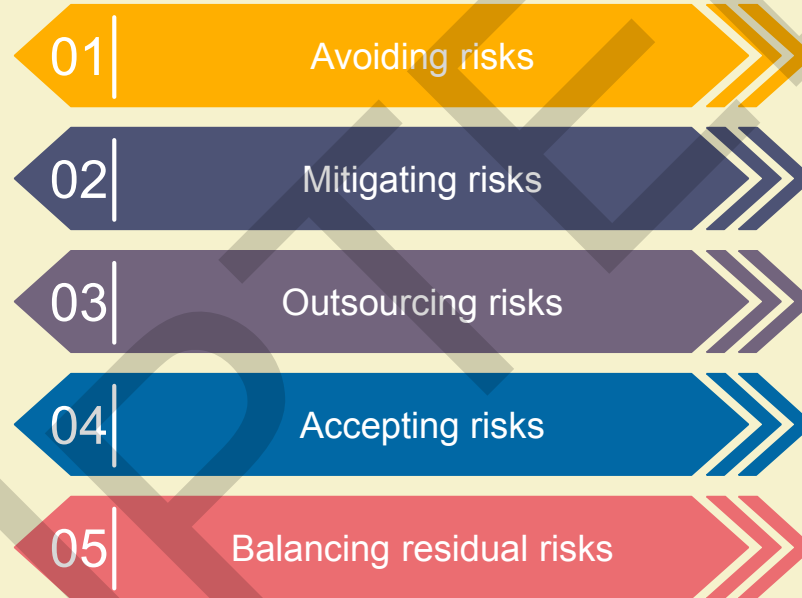 01 Avoiding risks
02 Mitigating risks
03 Outsourcing risks
04 Accepting risks
05 Balancing residual risks